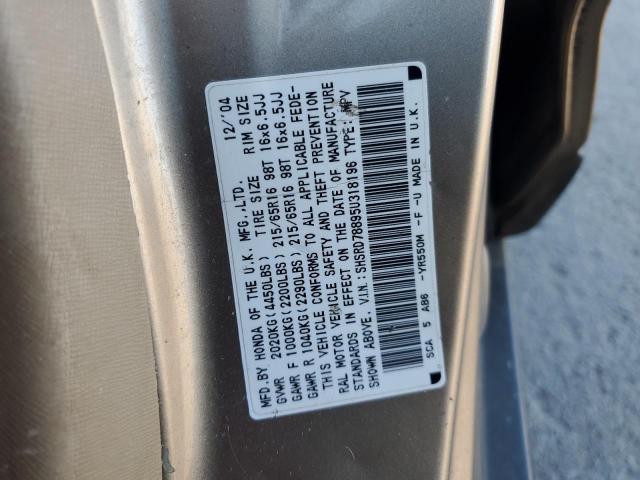 MFD.BY HONDA OF THE U.K. MFG.,LTD. 12/'04
TIRE SIZE RIM SIZE
GVWR 2020KG(4450LBS)
GAWR F 1000KG(2200LBS) 215/65R16 98T 16x6.5JJ
GAWR R 1040KG(2290LBS) 215/65R16 98T 16x6.5JJ
THIS VEHICLE CONFORMS TO ALL APPLICABLE FEDE-
RAL MOTOR VEHICLE SAFETY AND THEFT PREVENTION
STANDARDS IN EFFECT ON THE DATE OF MANUFACTURE
SHOWN ABOVE. V.I.N.:SHSRD78895U318196 TYPE: MPV
-YR550M -F -U MADE IN U.K.
SCA 5 AB6